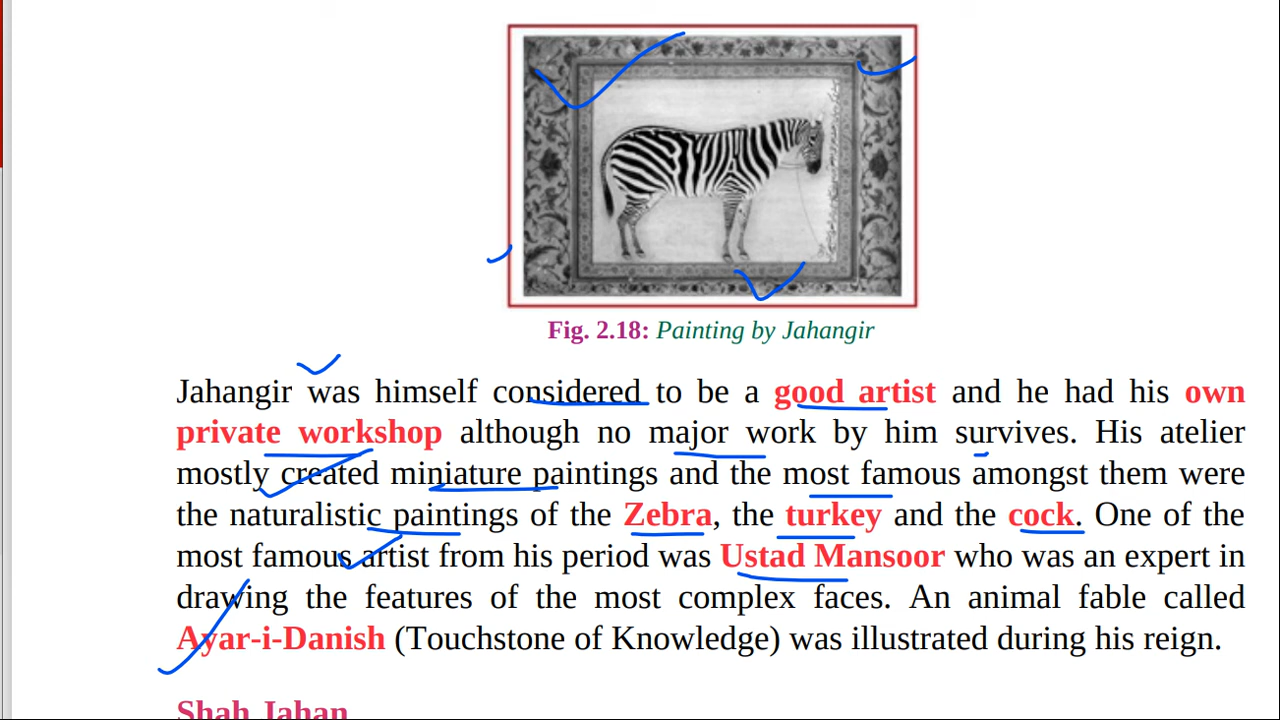 Fig. 2.18: Painting by Jahangir
Jahangir was himself considered to be a good artist and he had his own
private workshop although no major work by him survives. His atelier
mostly created miniature paintings and the most famous amongst them were
the naturalistic paintings of the Zebra, the turkey and the cock. One of the
most famous artist from his period was Ustad Mansoor who was an expert in
drawing the features of the most complex faces. An animal fable called
Ayar-i-Danish (Touchstone of Knowledge) was illustrated during his reign.
Shah Jahan